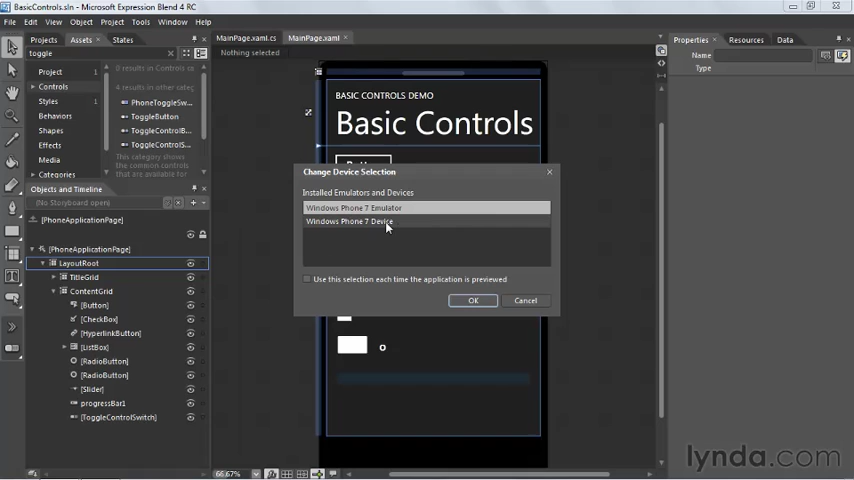 BasicControls.sln - Microsoft Expression Blend 4 RC
File Edit View Object Project Tools Window Help
Projects Assets States
MainPage.xaml.cs MainPage.xaml
Properties Resources Data
toggle
Nothing selected
Name
Type
Project 1
Controls
Styles 2
Behaviors
Shapes
Effects
Media
Categories
0 results in Controls ca
4 results in other categ
PhoneToggleSw...
ToggleButton
ToggleControlB...
ToggleControlS...
This category shows
the common controls
that are available to
Objects and Timeline
(No Storyboard open)
[PhoneApplicationPage]
[PhoneApplicationPage]
LayoutRoot
TitleGrid
ContentGrid
[Button]
[CheckBox]
[HyperlinkButton]
[ListBox]
[RadioButton]
[RadioButton]
[Slider]
progressBar1
[ToggleControlSwitch]
BASIC CONTROLS DEMO
Basic Controls
Change Device Selection
Installed Emulators and Devices
Windows Phone 7 Emulator
Windows Phone 7 Device
Use this selection each time the application is previewed
OK Cancel
O
66.67%
lynda.com